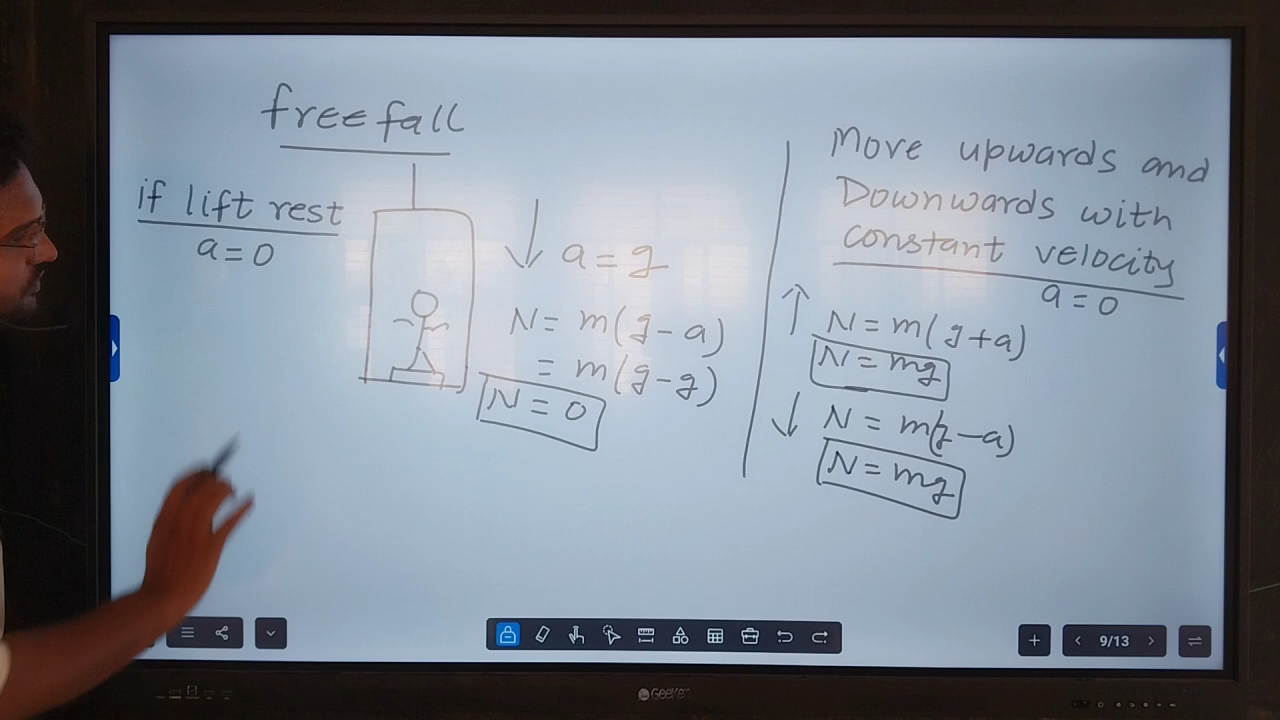 free fall
if lift rest
a = 0
↓ a = g
N = m(g - a)
= m(g - g)
N = 0
Move upwards and
Downwards with
constant velocity
a = 0
↑ N = m(g + a)
N = mg
↓ N = m(g - a)
N = mg
9/13